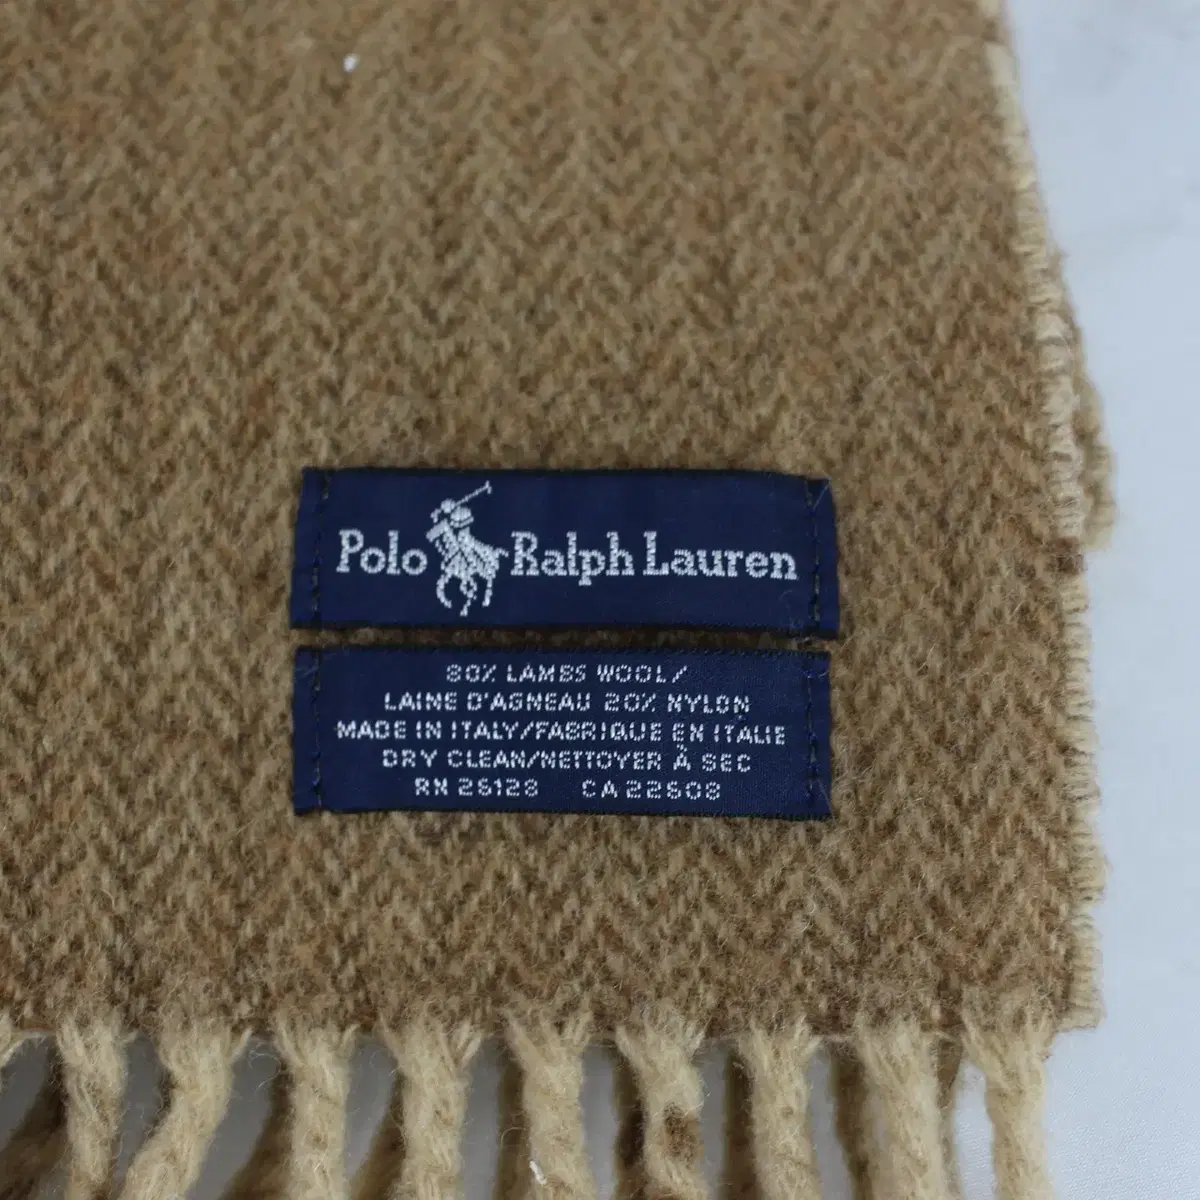 Polo Ralph Lauren
80% LAMBS WOOL/
LAINE D'AGNEAU 20% NYLON
MADE IN ITALY/FABRIQUE EN ITALIE
DRY CLEAN/NETTOYER À SEC
RN 26128 CA 22608